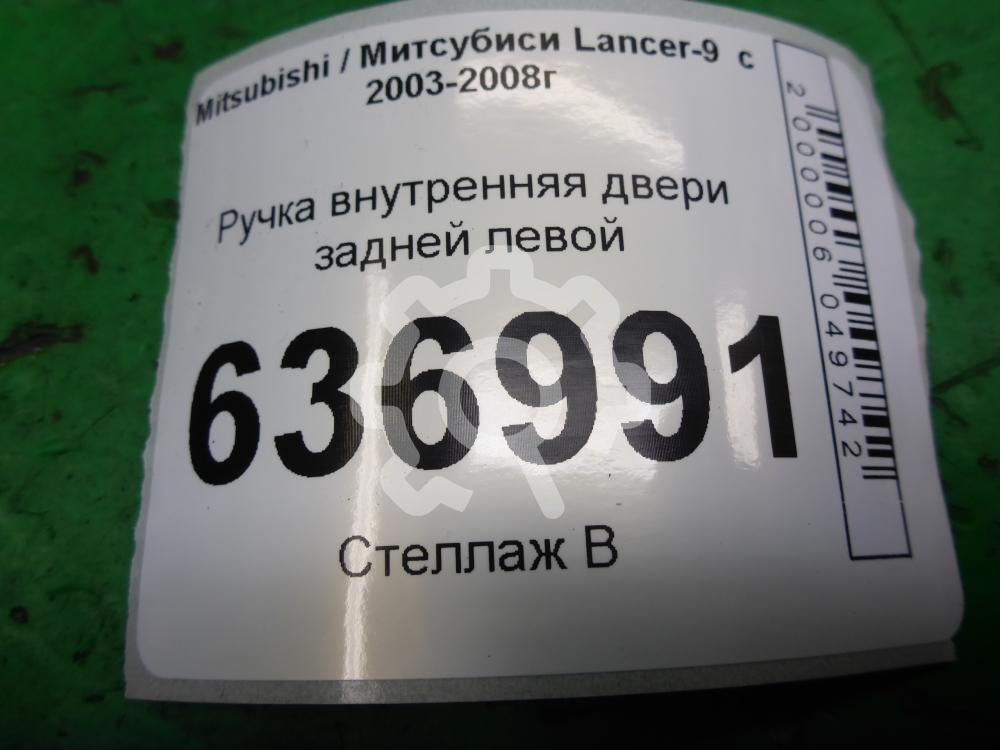 Mitsubishi / Митсубиси Lancer-9 с
2003-2008г
Ручка внутренняя двери
задней левой
636991
Стеллаж В
2000006049742